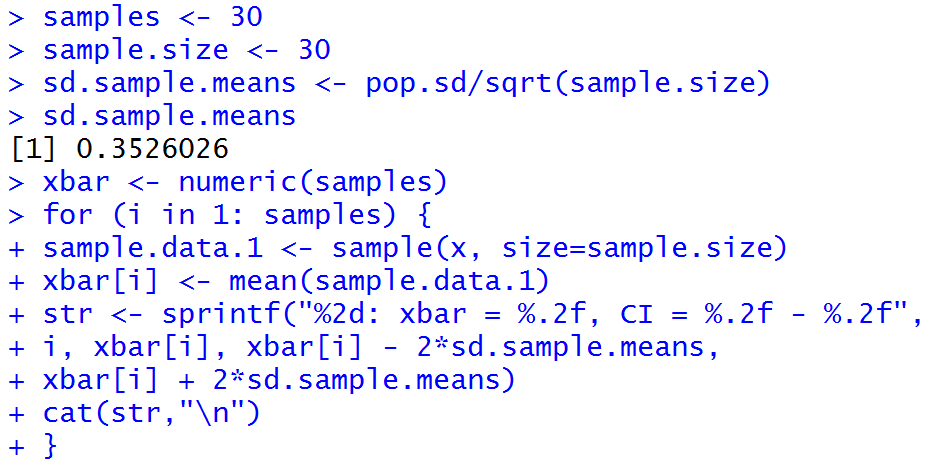 > samples <- 30
> sample.size <- 30
> sd.sample.means <- pop.sd/sqrt(sample.size)
> sd.sample.means
[1] 0.3526026
> xbar <- numeric(samples)
> for (i in 1: samples) {
+ sample.data.1 <- sample(x, size=sample.size)
+ xbar[i] <- mean(sample.data.1)
+ str <- sprintf("%2d: xbar = %.2f, CI = %.2f - %.2f",
+ i, xbar[i], xbar[i] - 2*sd.sample.means,
+ xbar[i] + 2*sd.sample.means)
+ cat(str,"\n")
+ }